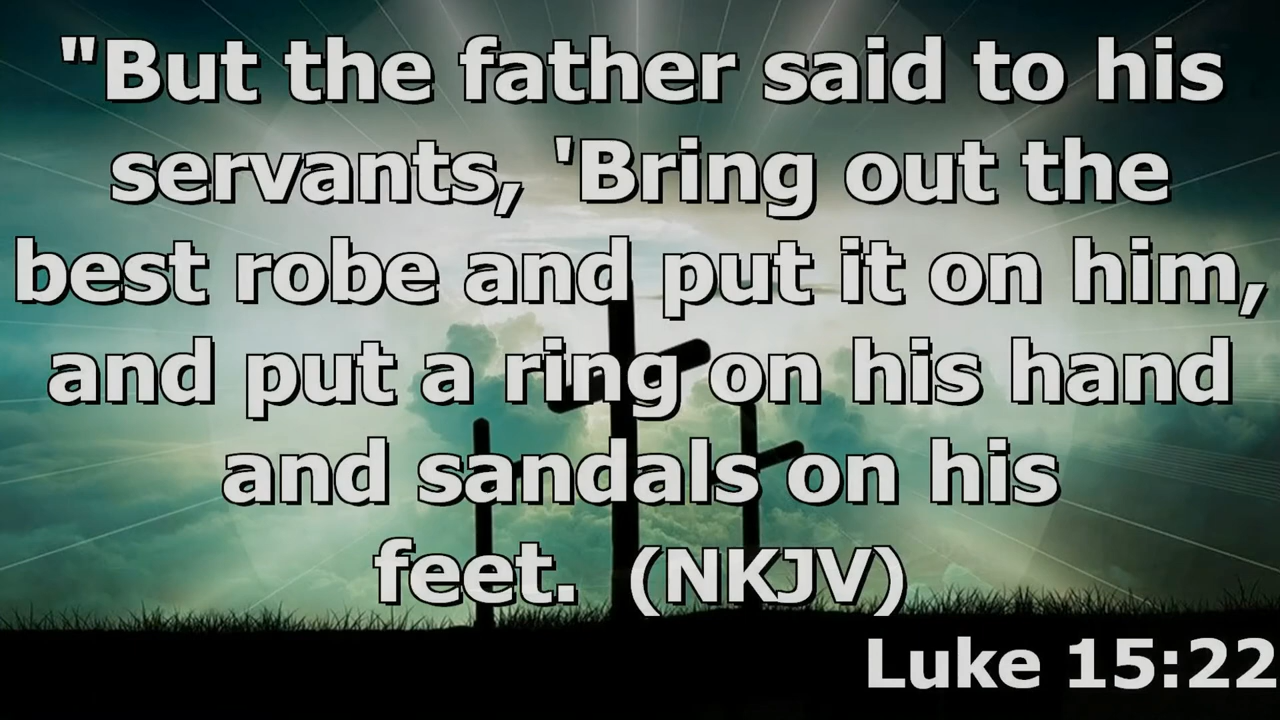 "But the father said to his
servants, 'Bring out the
best robe and put it on him,
and put a ring on his hand
and sandals on his
feet.  (NKJV)
Luke 15:22